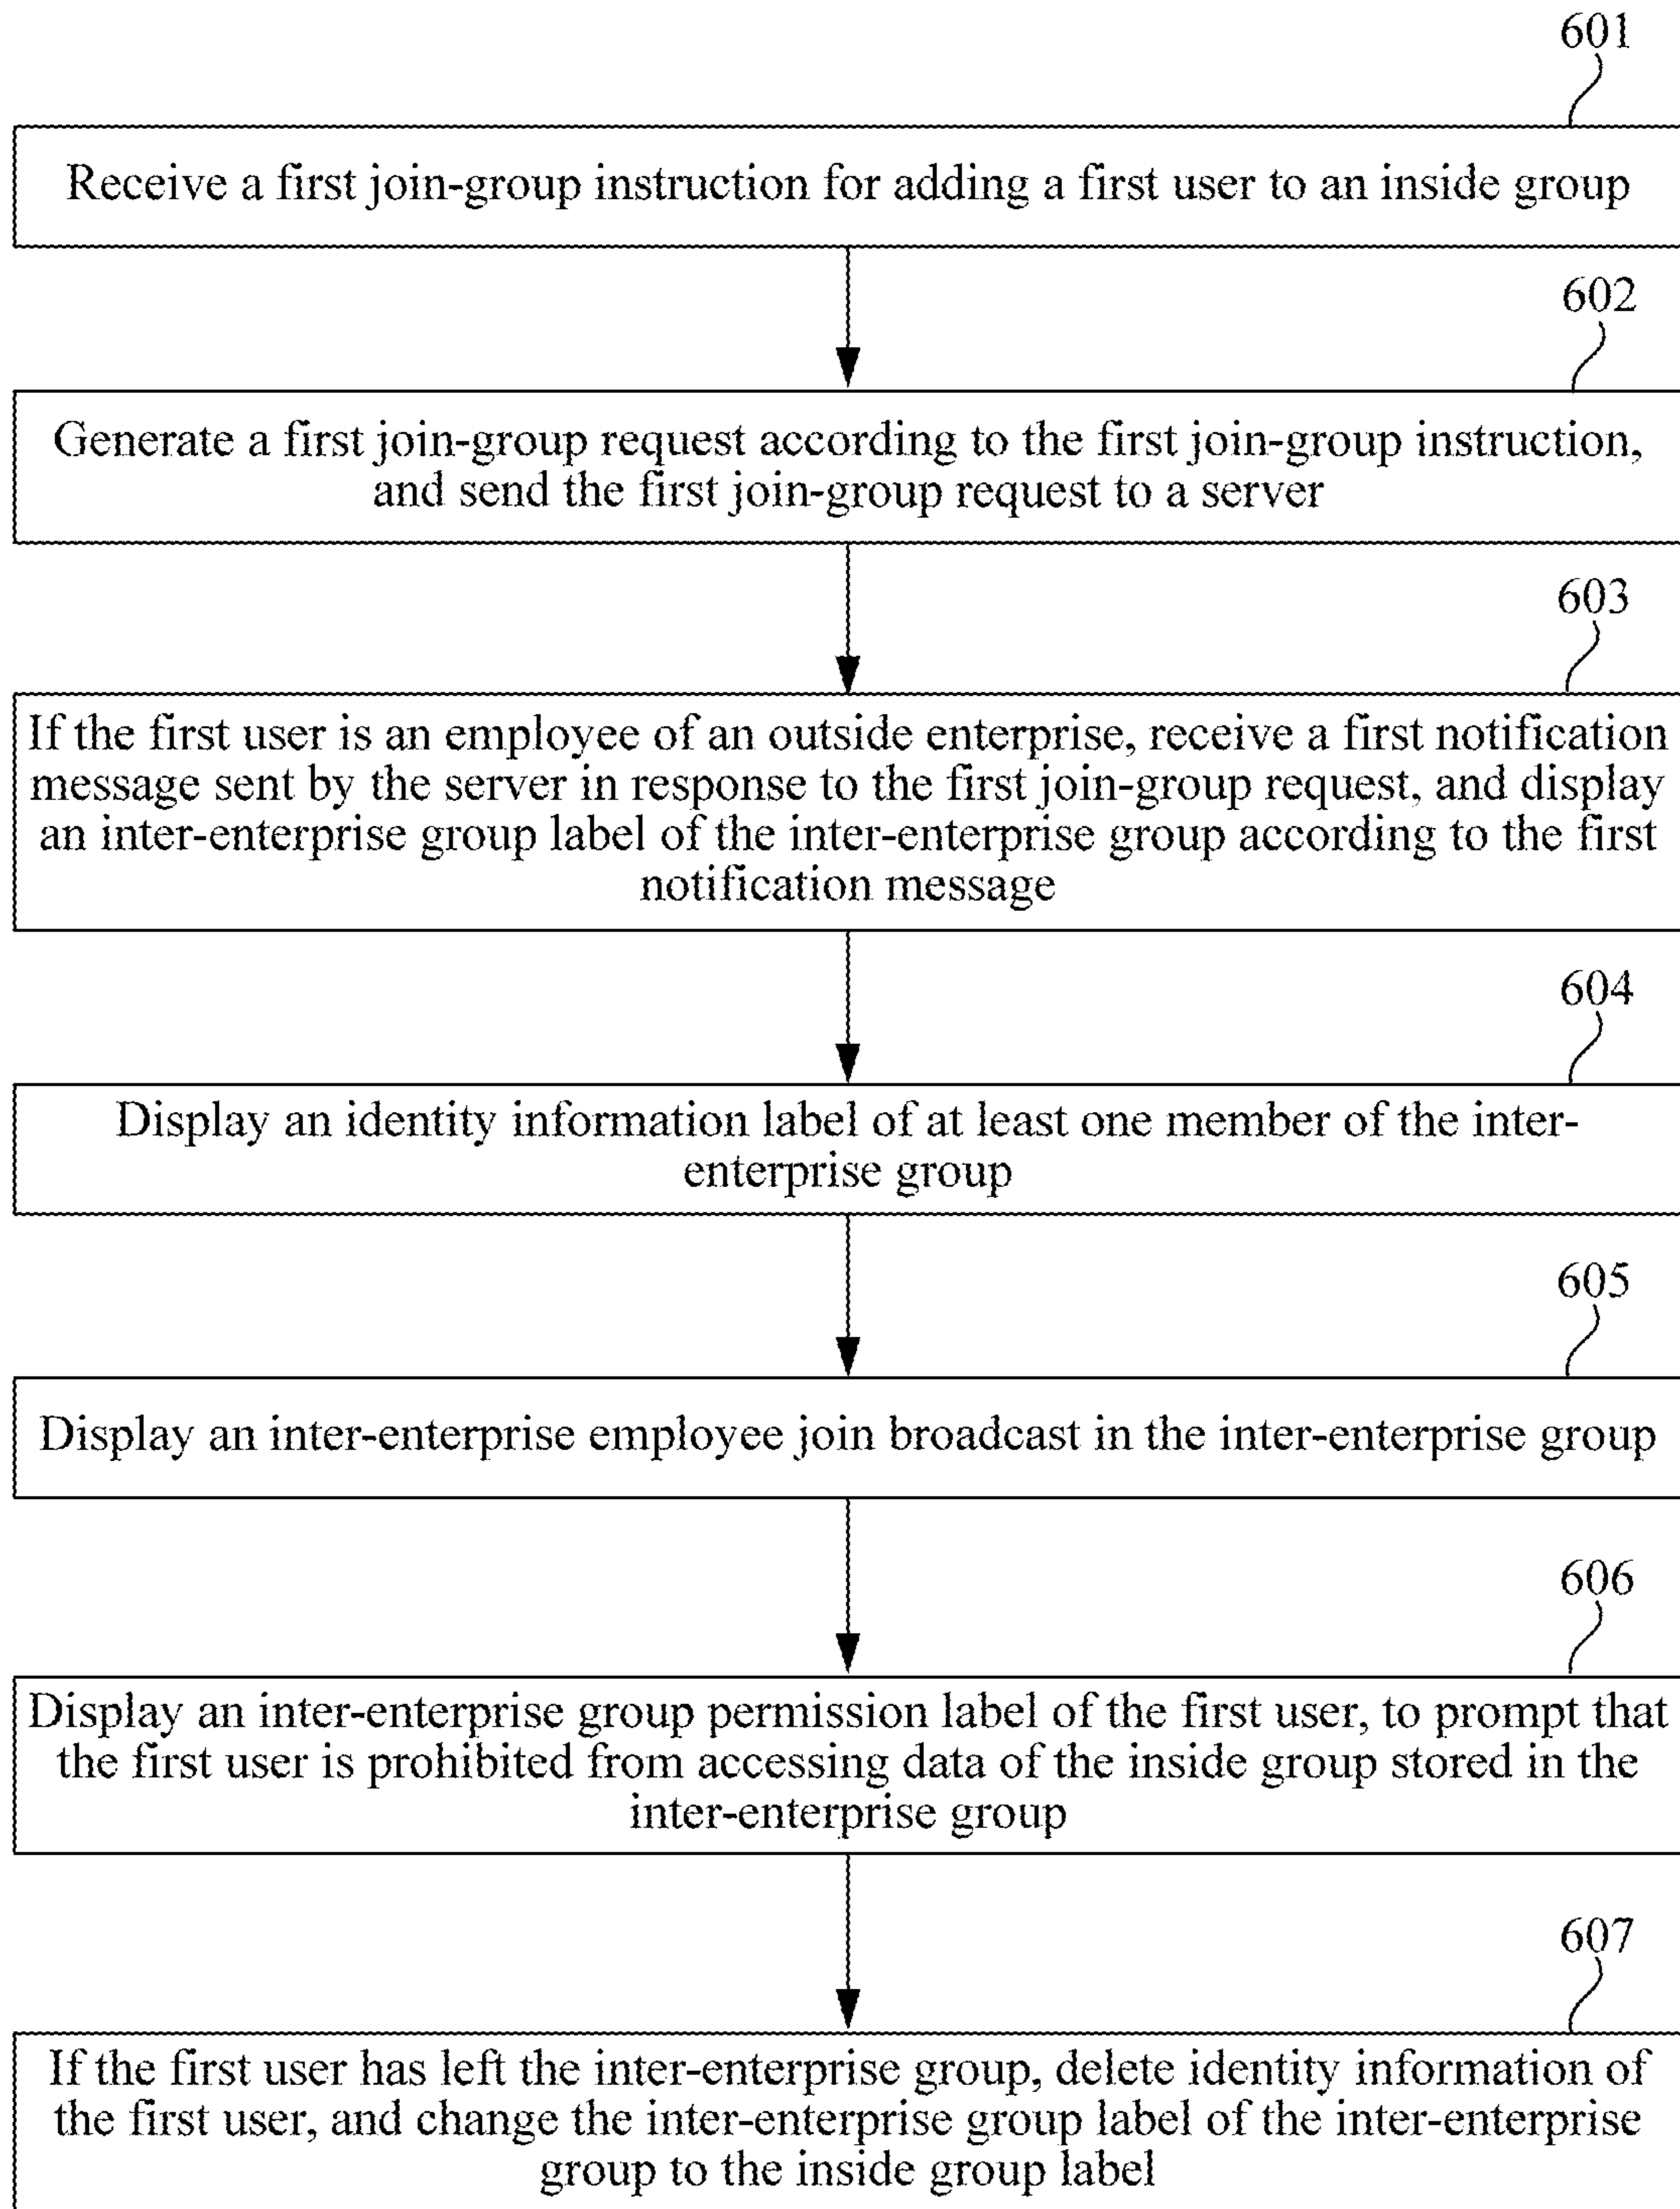 601
Receive a first join-group instruction for adding a first user to an inside group
602
Generate a first join-group request according to the first join-group instruction,
and send the first join-group request to a server
603
If the first user is an employee of an outside enterprise, receive a first notification
message sent by the server in response to the first join-group request, and display
an inter-enterprise group label of the inter-enterprise group according to the first
notification message
604
Display an identity information label of at least one member of the inter-
enterprise group
605
Display an inter-enterprise employee join broadcast in the inter-enterprise group
606
Display an inter-enterprise group permission label of the first user, to prompt that
the first user is prohibited from accessing data of the inside group stored in the
inter-enterprise group
607
If the first user has left the inter-enterprise group, delete identity information of
the first user, and change the inter-enterprise group label of the inter-enterprise
group to the inside group label